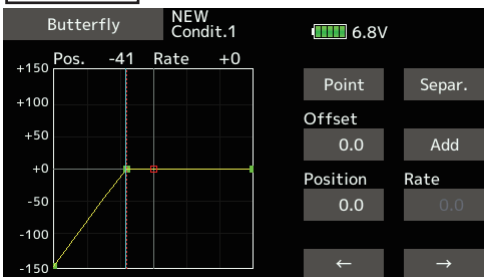 Butterfly
NEW
Condit.1
6.8V
Pos. -41 Rate +0
+150
+100
+50
+0
-50
-100
-150
Point Separ.
Offset
0.0 Add
Position Rate
0.0 0.0
← →